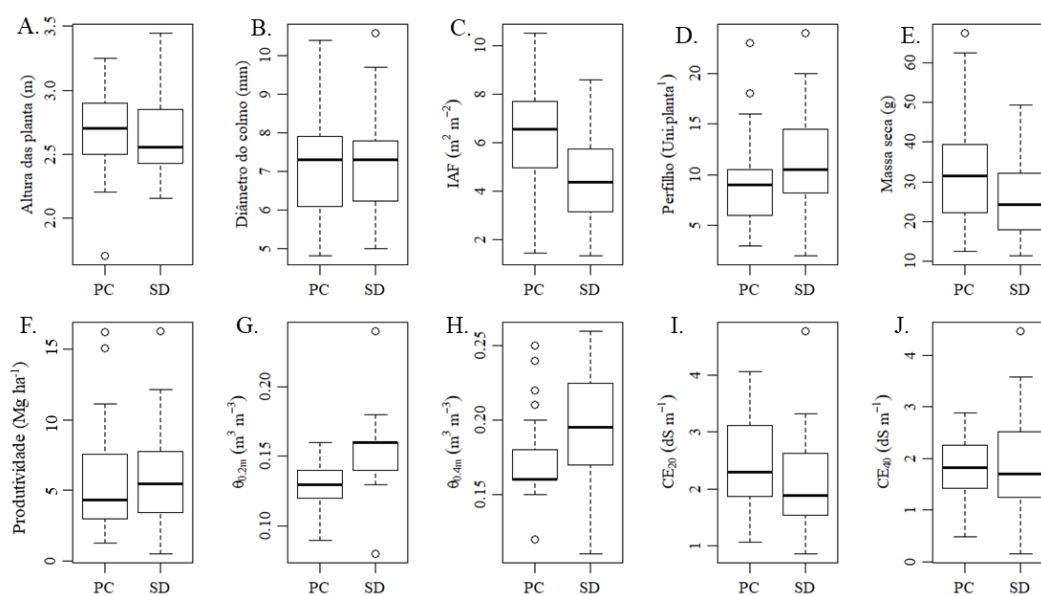 A.
Altura das planta (m)
2.0 2.5 3.0 3.5
PC SD
B.
Diâmetro do colmo (mm)
5 6 7 8 9 10
PC SD
C.
IAF (m² m⁻²)
2 4 6 8 10
PC SD
D.
Perfilho (Uni.planta¹)
5 10 15 20
PC SD
E.
Massa seca (g)
10 20 30 40 50 60
PC SD
F.
Produtividade (Mg ha⁻¹)
0 5 10 15
PC SD
G.
θ0.2m (m³ m⁻³)
0.10 0.15 0.20
PC SD
H.
θ0.4m (m³ m⁻³)
0.15 0.20 0.25
PC SD
I.
CE20 (dS m⁻¹)
1 2 3 4
PC SD
J.
CE40 (dS m⁻¹)
0 1 2 3 4
PC SD